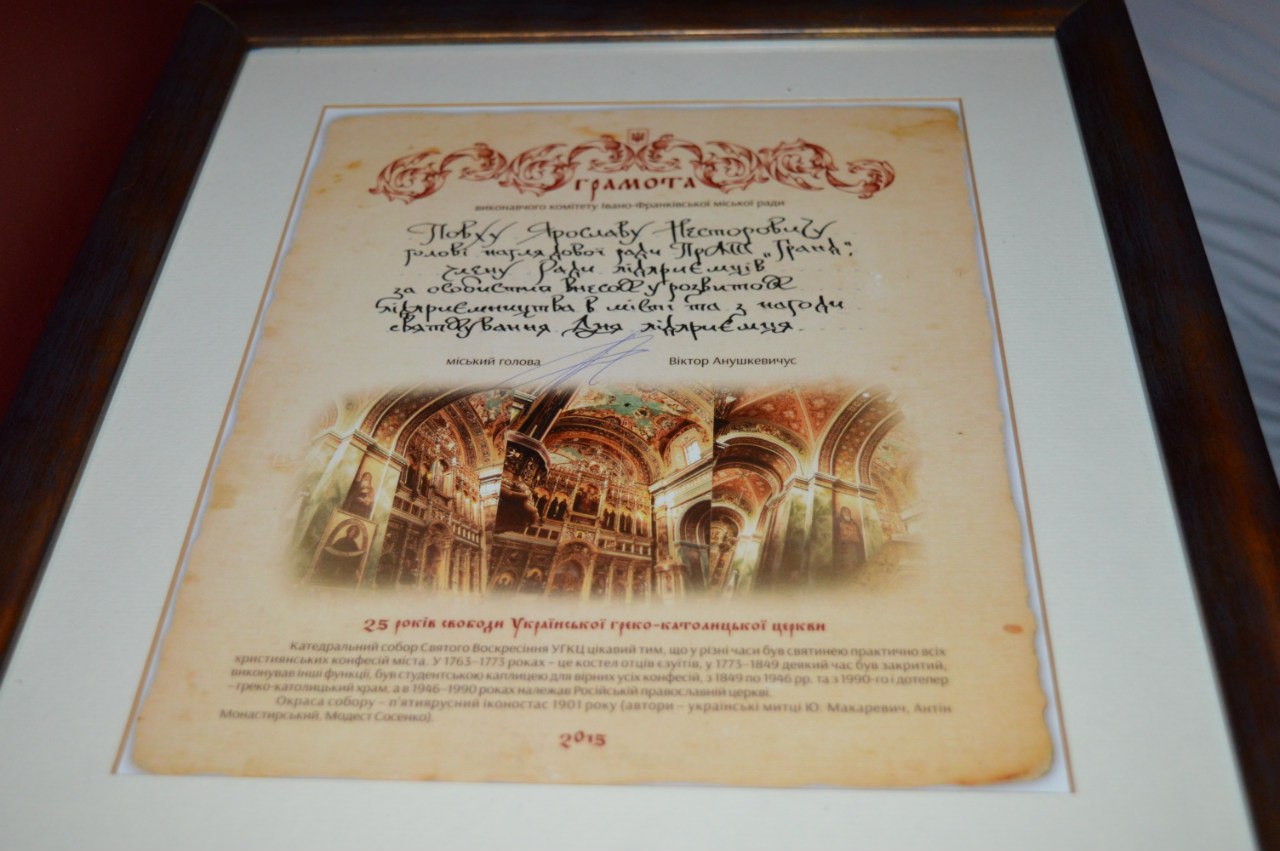 ГРАМОТА
виконавчого комітету Івано-Франківської міської ради
Повху Ярославу Несторовичу
голові наглядової ради ПрАТ „Гранд",
члену Ради підприємців
за особистий внесок у розвиток
підприємництва в місті та з нагоди
святкування Дня підприємця
міський голова
Віктор Анушкевичус
25 років свободи Української греко-католицької церкви
Катедральний собор Святого Воскресіння УГКЦ цікавий тим, що у різні часи був святинею практично всіх
християнських конфесій міста. У 1763–1773 роках – це костел отців єзуїтів, у 1773–1849 деякий час був закритий,
виконував інші функції, був студентською каплицею для вірних усіх конфесій, з 1849 до 1946 рр. та з 1990-го і дотепер
–греко-католицький храм, а в 1946–1990 роках належав Російській православній церкві.
Окраса собору – п'ятиярусний іконостас 1901 року (автори – українські митці Ю. Макаревич, Антін
Монастирський, Модест Сосенко).
2015